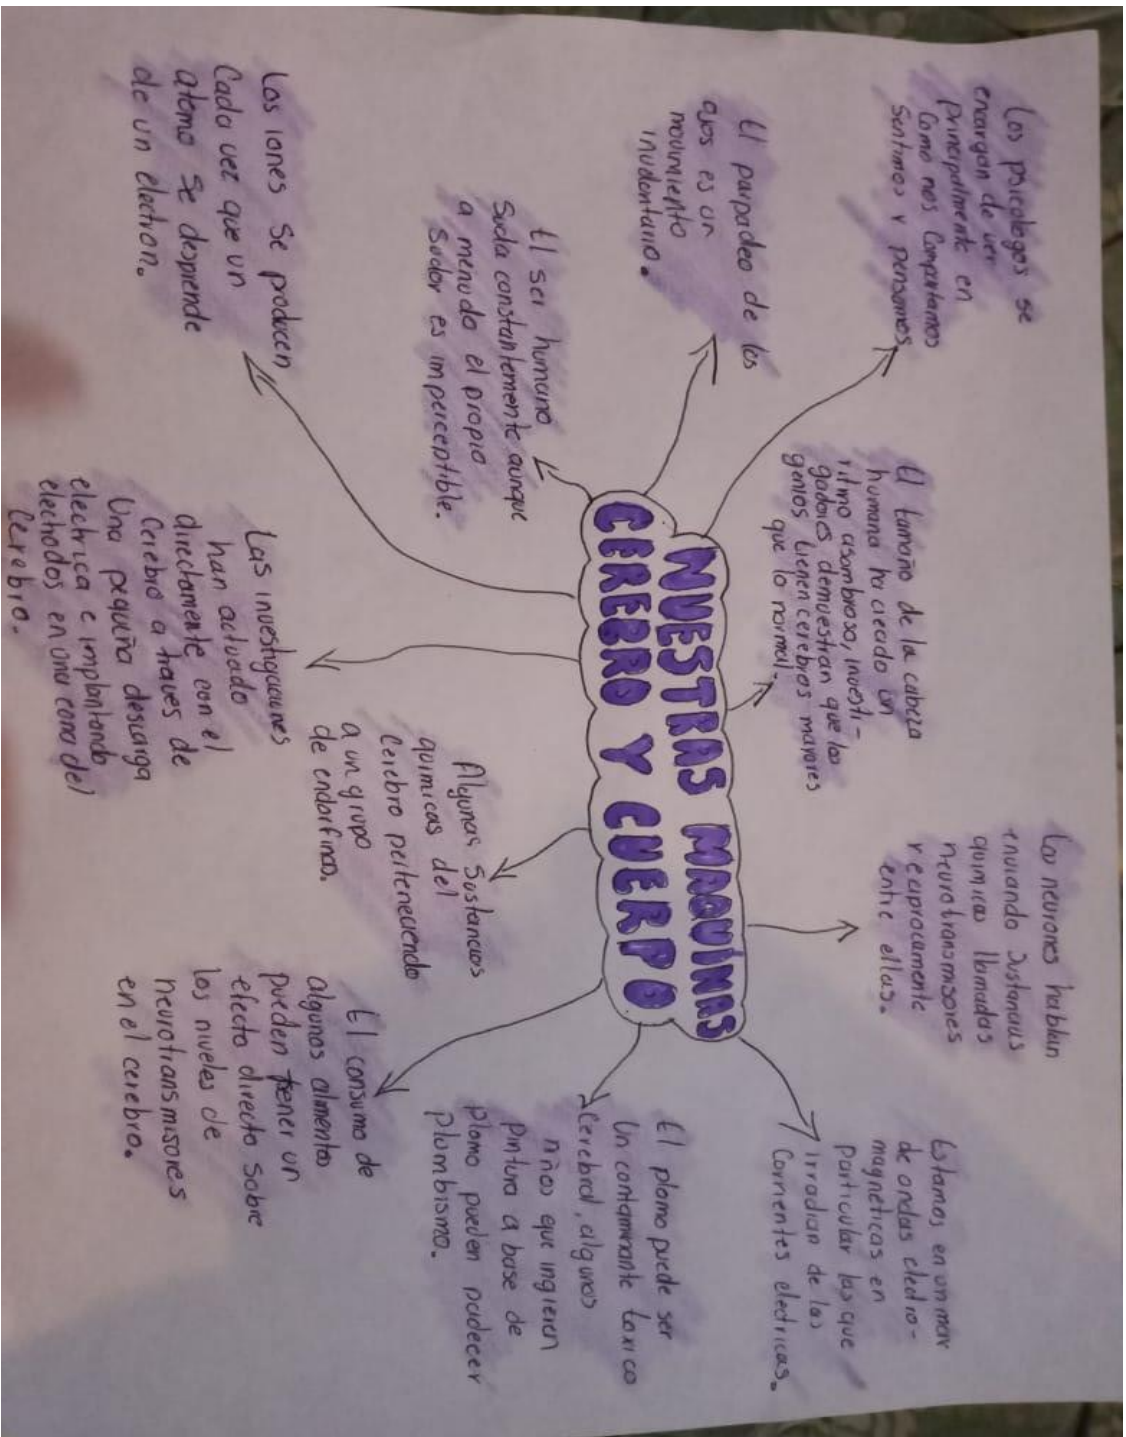 NUESTRAS MAQUINAS
CEREBRO Y CUERPO
Los psicologos se
encargan de ver
principalmente en
Como nos Comportamos
Sentimos y pensamos.
El tamaño de la cabeza
humana ha crecido un
ritmo asombroso, investi-
gadores demuestran que los
genios tienen cerebros mayores
que lo normal.
Las neurones hablan
enviando Sustancias
quimicas llamadas
neurotransmisores
reciprocamente
entre ellas.
Estamos en un mar
de ondas electro-
magneticas en
particular las que
irradian de las
Corrientes electricas.
El parpadeo de los
ojos es un
movimiento
involuntario.
El ser humano
Suda constantemente aunque
a menudo el propio
Sudor es imperceptible.
Los iones se producen
Cada vez que un
atomo se desprende
de un electron.
Las investigaciones
han actuado
directamente con el
Cerebro a traves de
Una pequeña descarga
electrica e implantando
electrodos en una zona del
Cerebro.
Algunas Sustancias
quimicas del
Cerebro perteneciendo
a un grupo
de endorfinas.
El consumo de
algunos alimentos
pueden tener un
efecto directo sobre
los niveles de
neurotransmisores
en el cerebro.
El plomo puede ser
Un contaminante toxico
Cerebral, algunos
niños que ingieren
Pintura a base de
plomo pueden padecer
Plumbismo.